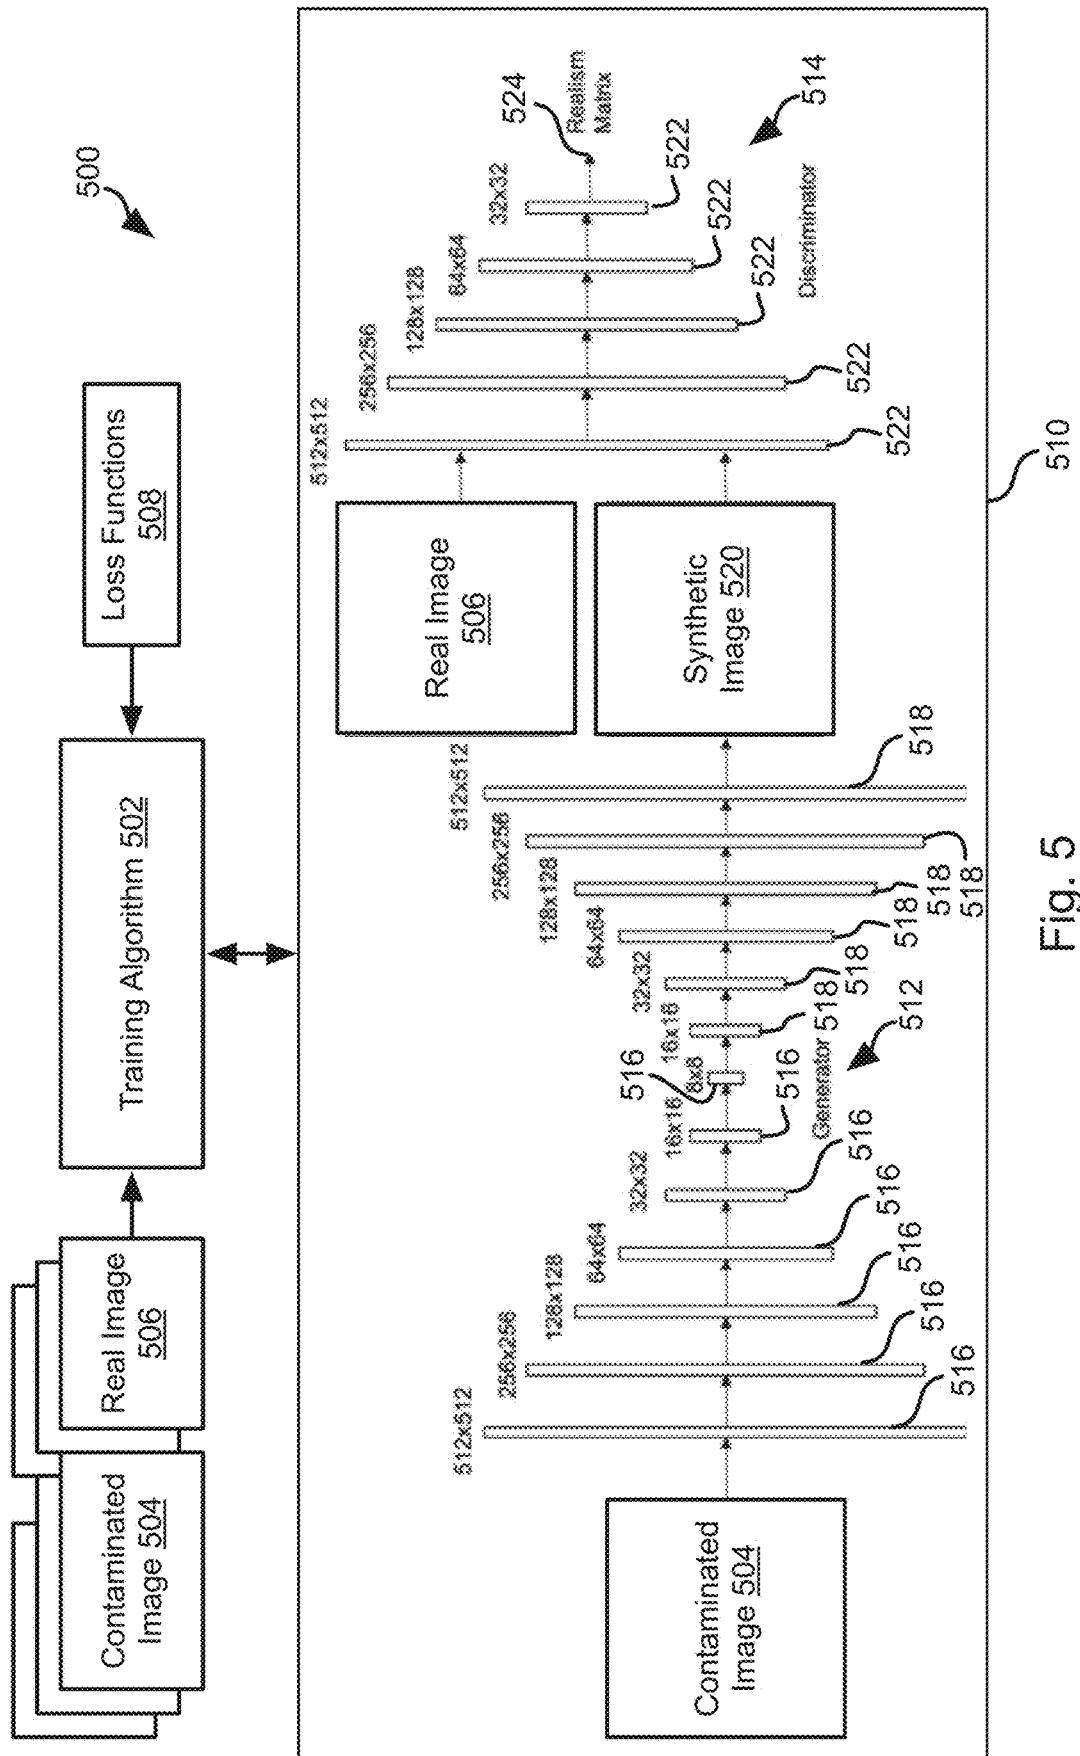 500
Contaminated
Image 504
Real Image
506
Training Algorithm 502
Loss Functions
508
Contaminated
Image 504
512x512
256x256
128x128
64x64
32x32
16x16
8x8
16x16
32x32
64x64
128x128
256x256
512x512
516
516
516
516
516
516
516
518
518
518
518
518
518
Generator
512
Real Image
506
Synthetic
Image 520
512x512
256x256
128x128
64x64
32x32
522
522
522
522
522
524
Realism
Matrix
Discriminator
514
510
Fig. 5